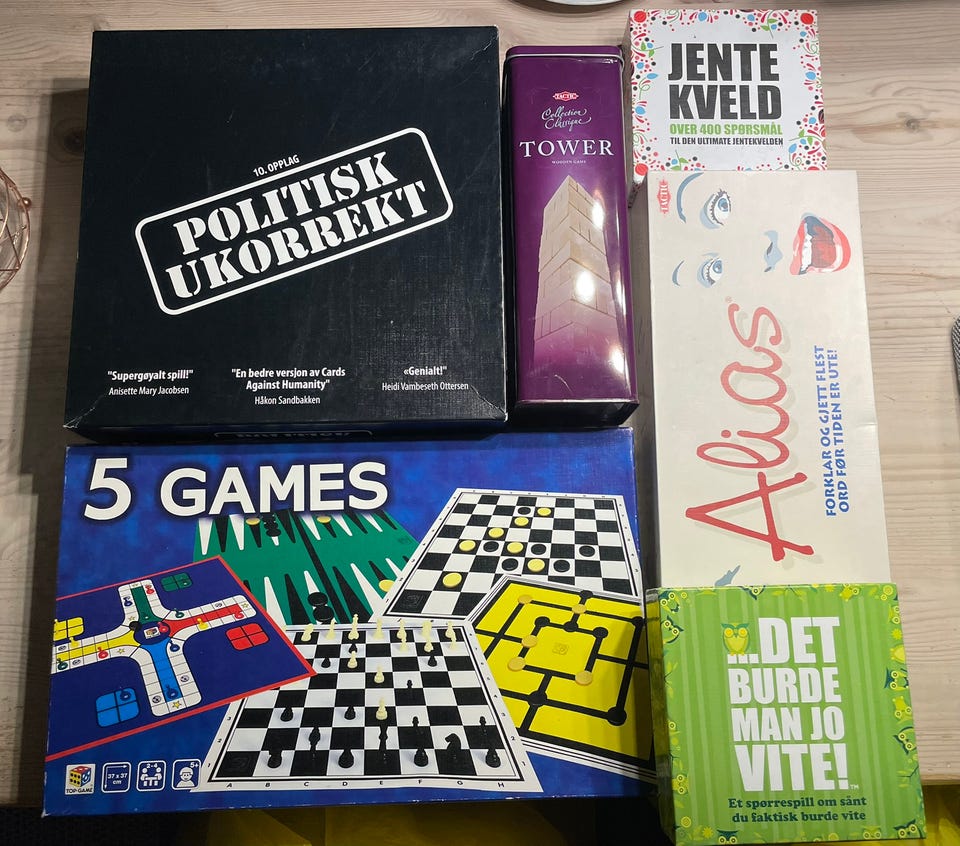 10. OPPLAG
POLITISK
UKORREKT
"Supergøyalt spill!"
Anisette Mary Jacobsen
"En bedre versjon av Cards
Against Humanity"
Håkon Sandbakken
«Genialt!»
Heidi Vambeseth Ottersen
TACTIC
Collection
Classique
TOWER
WOODEN GAME
JENTE
KVELD
OVER 400 SPØRSMÅL
TIL DEN ULTIMATE JENTEKVELDEN
TACTIC
Alias®
FORKLAR OG GJETT FLEST
ORD FØR TIDEN ER UTE!
5 GAMES
A B C D E F G H
TOP-GAME
37 x 37
cm
2-4
5+
...DET
BURDE
MAN JO
VITE!™
Et spørrespill om sånt
du faktisk burde vite